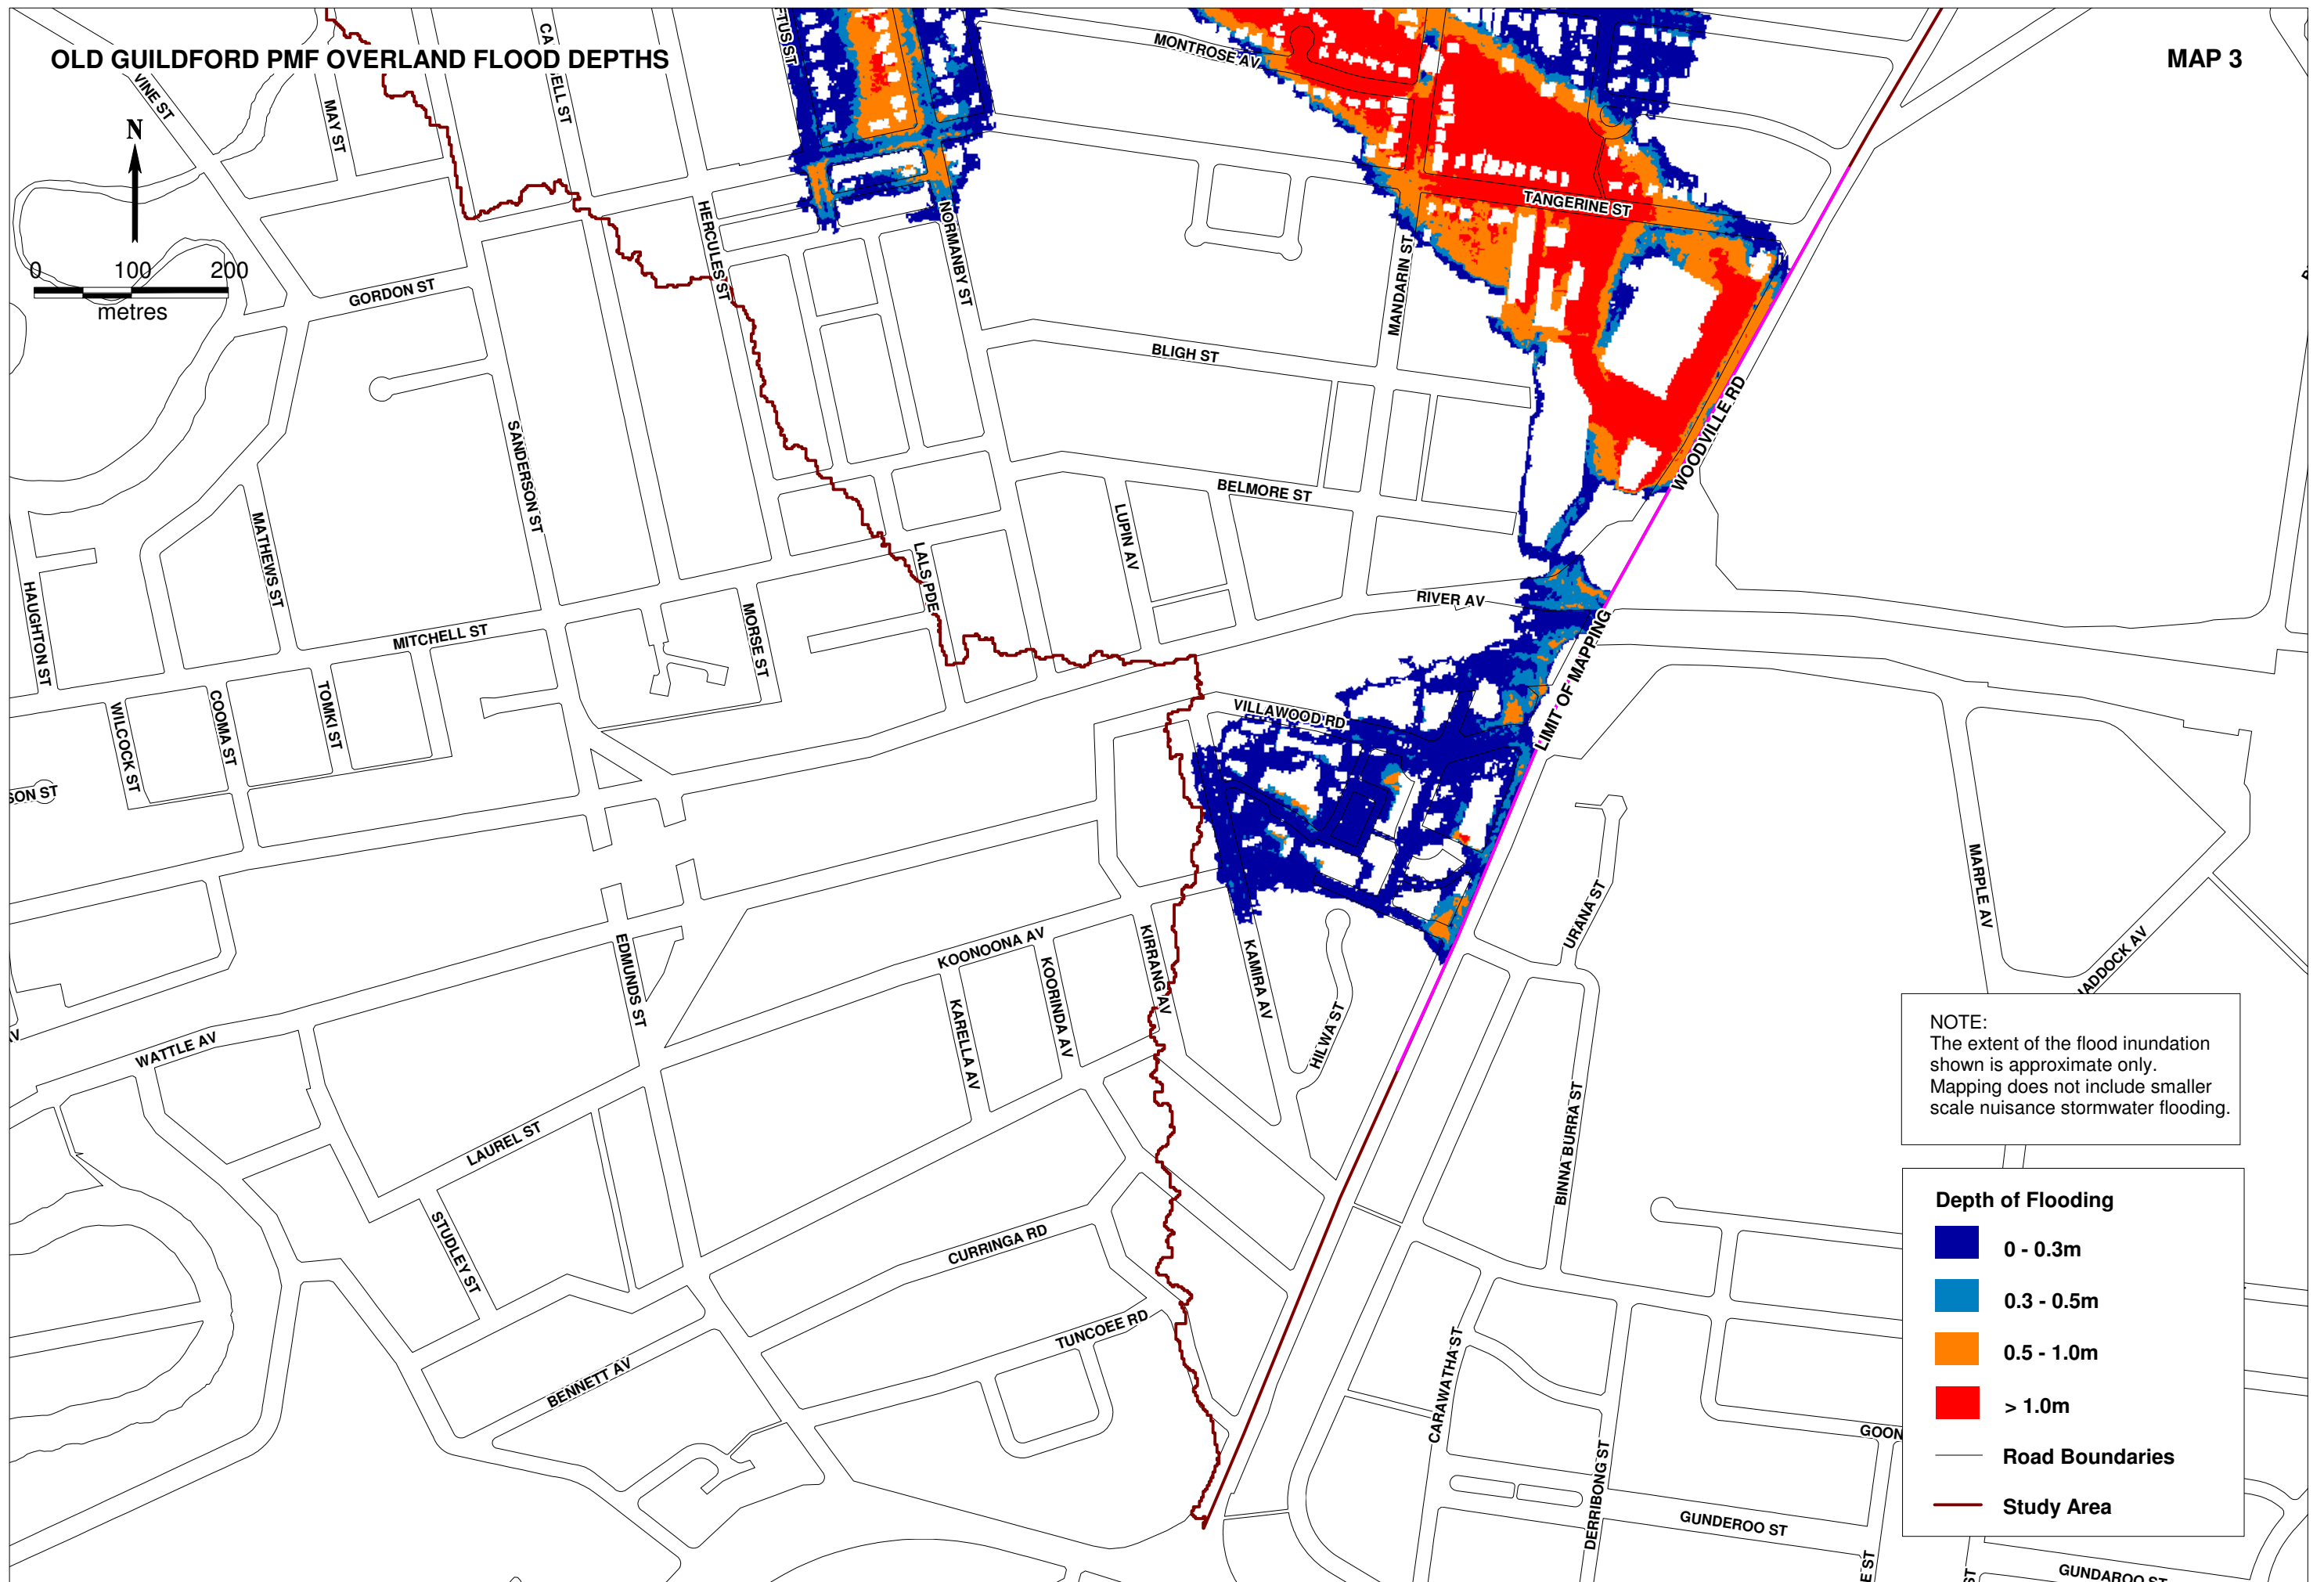 OLD GUILDFORD PMF OVERLAND FLOOD DEPTHS
MAP 3
N
0 100 200
metres
VINE ST
MAY ST
MONTROSE AV
HERCULES ST
NORMANBY ST
TANGERINE ST
MANDARIN ST
GORDON ST
BLIGH ST
WOODVILLE RD
SANDERSON ST
BELMORE ST
LUPIN AV
MATHEWS ST
HAUGHTON ST
LALS PDE
MORSE ST
RIVER AV
MITCHELL ST
LIMIT OF MAPPING
WILCOCK ST
COOMA ST
TOMKI ST
VILLAWOOD RD
SON ST
MARPLE AV
URANA ST
EDMUNDS ST
KOONOONA AV
KOORINDA AV
KARELLA AV
KIRRANG AV
KAMIRA AV
HILWA ST
WATTLE AV
LAUREL ST
BINNA BURRA ST
STUDLEY ST
CURRINGA RD
TUNCOEE RD
BENNETT AV
CARAWATHA ST
DERRIBONG ST
GUNDEROO ST
GOON
GUNDAROO ST
ADDOCK AV
NOTE:
The extent of the flood inundation
shown is approximate only.
Mapping does not include smaller
scale nuisance stormwater flooding.
Depth of Flooding
0 - 0.3m
0.3 - 0.5m
0.5 - 1.0m
> 1.0m
Road Boundaries
Study Area